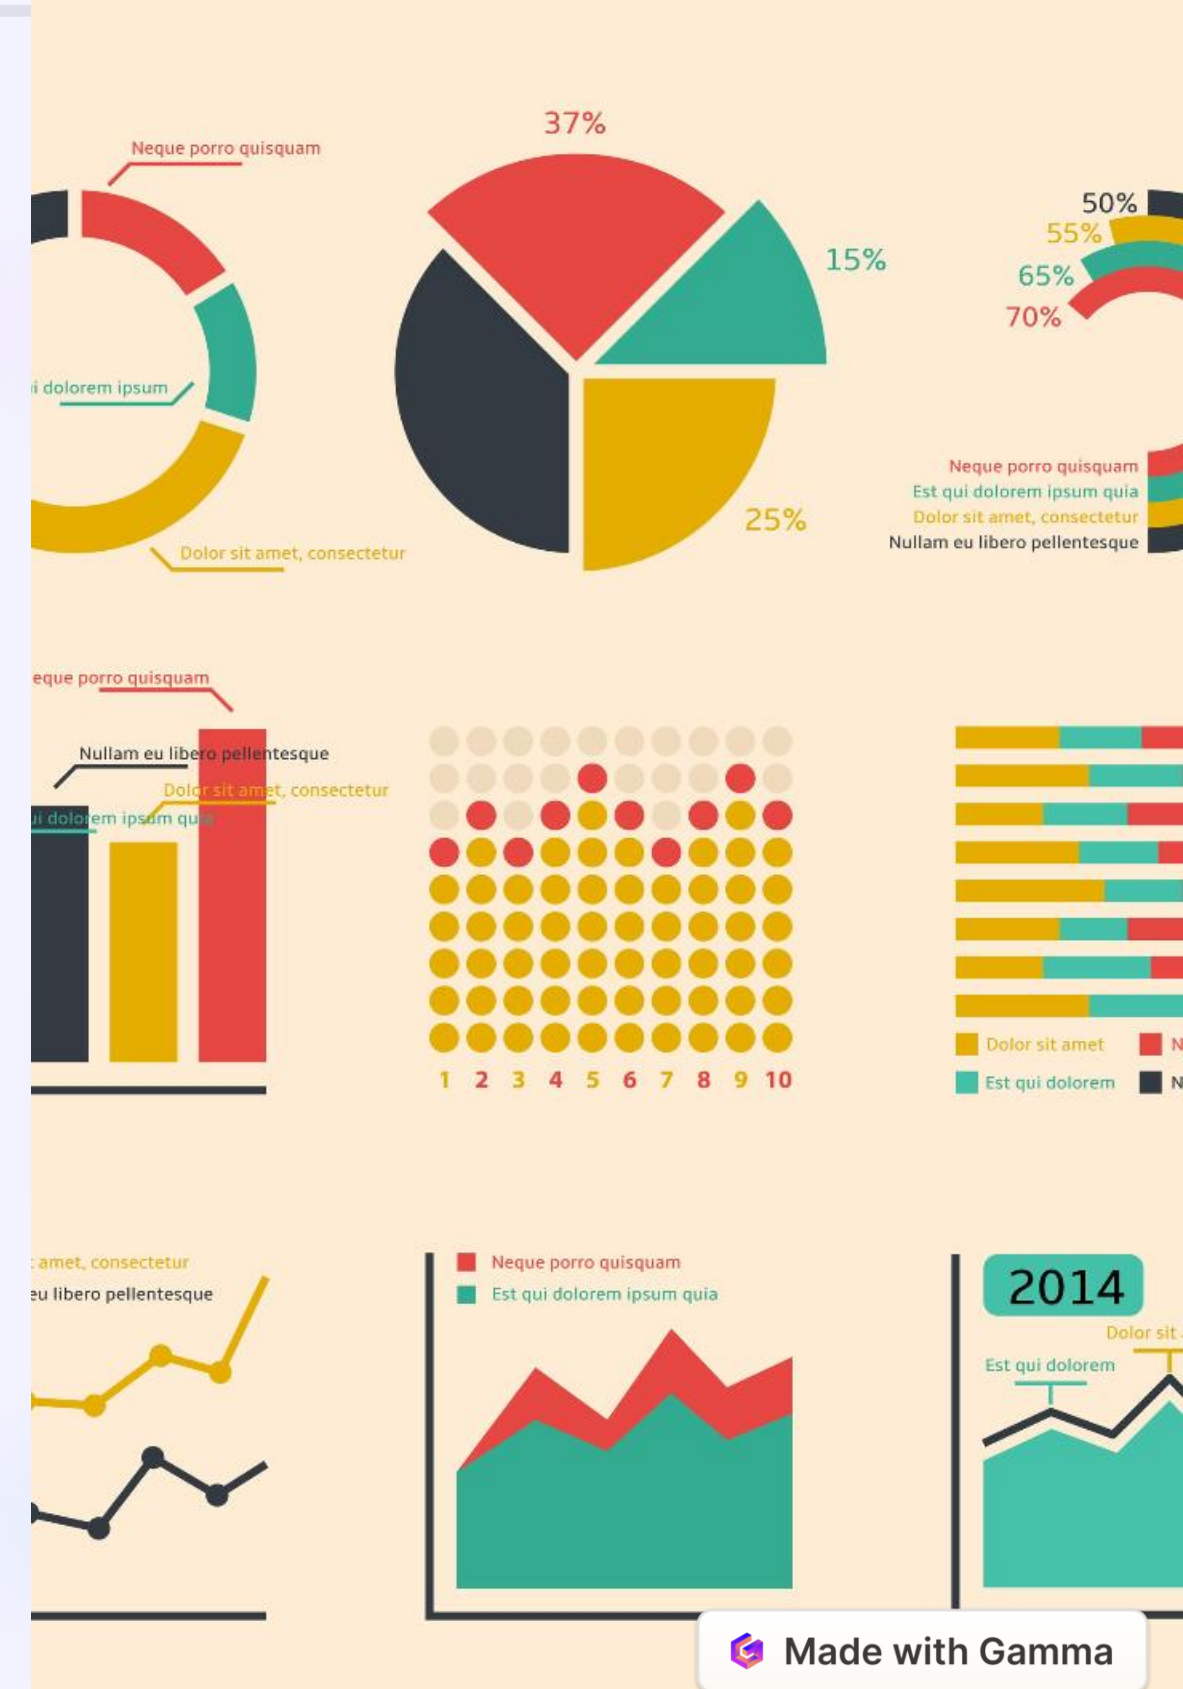 Neque porro quisquam
i dolorem ipsum
Dolor sit amet, consectetur
37%
15%
25%
50%
55%
65%
70%
Neque porro quisquam
Est qui dolorem ipsum quia
Dolor sit amet, consectetur
Nullam eu libero pellentesque
eque porro quisquam
Nullam eu libero pellentesque
Dolor sit amet, consectetur
ui dolorem ipsum quia
1 2 3 4 5 6 7 8 9 10
Dolor sit amet
N
Est qui dolorem
N
amet, consectetur
eu libero pellentesque
Neque porro quisquam
Est qui dolorem ipsum quia
2014
Dolor sit
Est qui dolorem
Made with Gamma